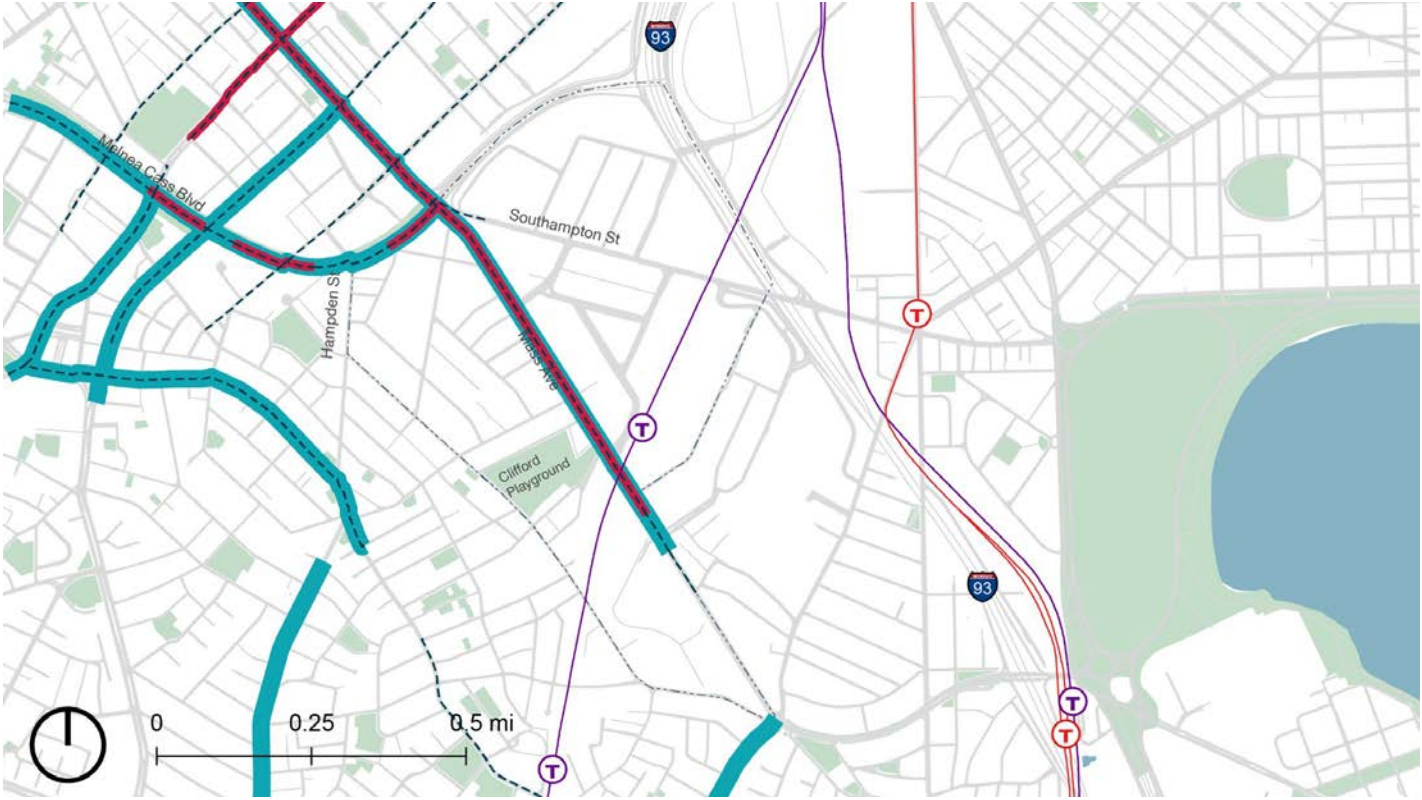 93
Melnea Cass Blvd
Southampton St
Hampden St
T
Mass Ave
T
Clifford
Playground
93
T
T
T
0 0.25 0.5 mi